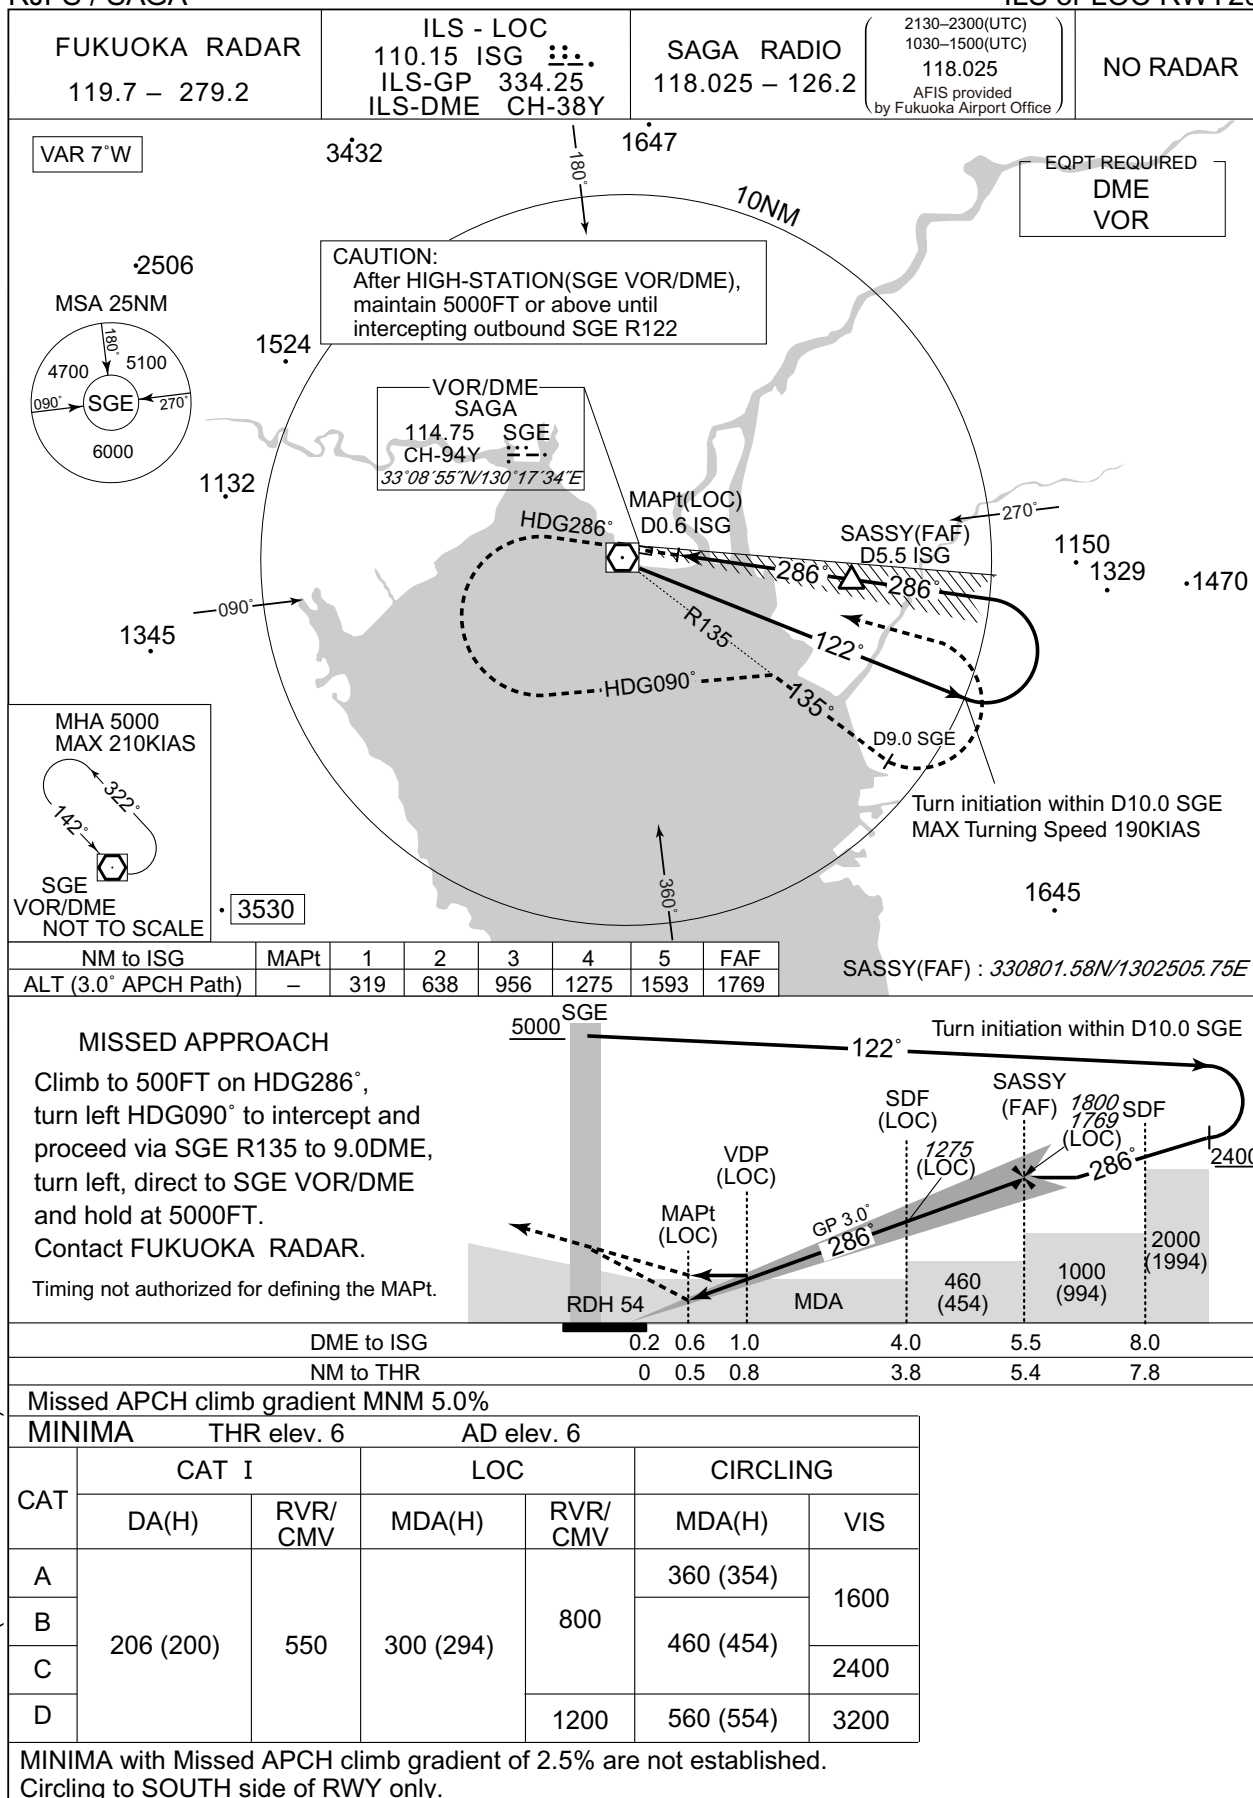 RJFS / SAGA
ILS or LOC RWY
FUKUOKA RADAR
119.7 – 279.2
ILS - LOC
110.15 ISG
ILS-GP 334.25
ILS-DME CH-38Y
SAGA RADIO
118.025 – 126.2
2130–2300(UTC)
1030–1500(UTC)
118.025
AFIS provided
by Fukuoka Airport Office
NO RADAR
VAR 7°W
3432
1647
180°
EQPT REQUIRED
DME
VOR
10NM
2506
CAUTION:
After HIGH-STATION(SGE VOR/DME),
maintain 5000FT or above until
intercepting outbound SGE R122
MSA 25NM
180°
4700
5100
090°
SGE
270°
6000
1524
VOR/DME
SAGA
114.75 SGE
CH-94Y
33°08′55″N/130°17′34″E
1132
MAPt(LOC)
D0.6 ISG
HDG286°
SASSY(FAF)
D5.5 ISG
270°
1150
1329
1470
286°
286°
090°
1345
R135
122°
HDG090°
135°
D9.0 SGE
MHA 5000
MAX 210KIAS
322°
142°
SGE
VOR/DME
NOT TO SCALE
3530
Turn initiation within D10.0 SGE
MAX Turning Speed 190KIAS
360°
1645
NM to ISG MAPt 1 2 3 4 5 FAF
ALT (3.0° APCH Path) – 319 638 956 1275 1593 1769
SASSY(FAF) : 330801.58N/1302505.75E
MISSED APPROACH
Climb to 500FT on HDG286°,
turn left HDG090° to intercept and
proceed via SGE R135 to 9.0DME,
turn left, direct to SGE VOR/DME
and hold at 5000FT.
Contact FUKUOKA RADAR.
Timing not authorized for defining the MAPt.
SGE
5000
Turn initiation within D10.0 SGE
122°
SASSY
(FAF)
1800
1769
(LOC)
SDF
SDF
(LOC)
1275
(LOC)
286°
2400
VDP
(LOC)
MAPt
(LOC)
GP 3.0°
286°
2000
(1994)
1000
(994)
460
(454)
MDA
RDH 54
DME to ISG 0.2 0.6 1.0 4.0 5.5 8.0
NM to THR 0 0.5 0.8 3.8 5.4 7.8
Missed APCH climb gradient MNM 5.0%
MINIMA THR elev. 6 AD elev. 6
CAT CAT I LOC CIRCLING
DA(H) RVR/CMV MDA(H) RVR/CMV MDA(H) VIS
A 206 (200) 550 300 (294) 800 360 (354) 1600
B 460 (454)
C 2400
D 1200 560 (554) 3200
MINIMA with Missed APCH climb gradient of 2.5% are not established.
Circling to SOUTH side of RWY only.